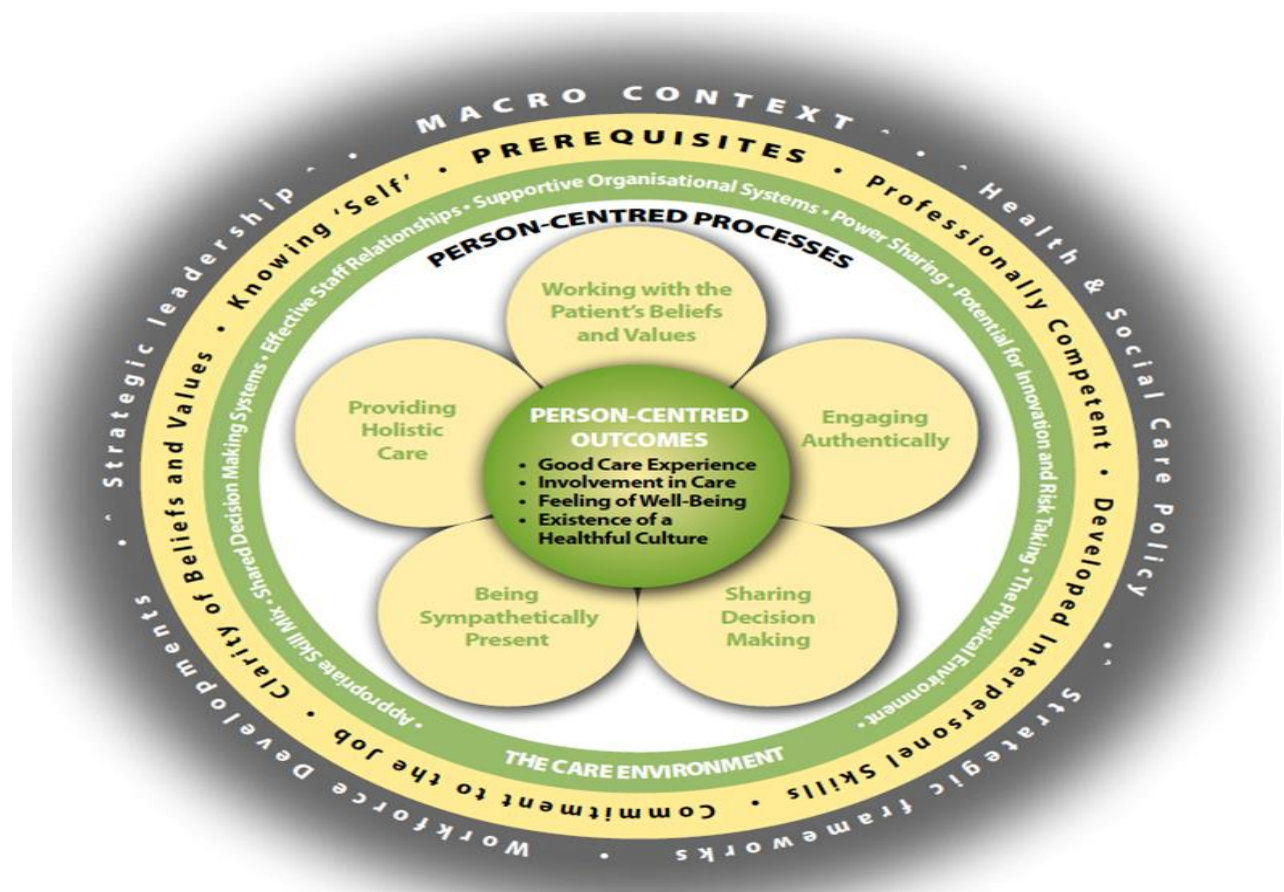 MACRO CONTEXT ˆ • ˆ Health & Social Care Policy •ˆ Strategic frameworks • Workforce Developments • ˆ Strategic leadership ˆ •
PREREQUISITES • Professionally Competent • Developed Interpersonel Skills • Commitment to the Job • Clarity of Beliefs and Values • Knowing 'Self' •
• Appropriate Skill Mix • Shared Decision Making Systems • Effective Staff Relationships • Supportive Organisational Systems • Power Sharing • Potential for Innovation and Risk Taking • The Physical Environment •
THE CARE ENVIRONMENT
PERSON-CENTRED PROCESSES
Working with the
Patient's Beliefs
and Values
Providing
Holistic
Care
Engaging
Authentically
PERSON-CENTRED
OUTCOMES
• Good Care Experience
• Involvement in Care
• Feeling of Well-Being
• Existence of a
Healthful Culture
Being
Sympathetically
Present
Sharing
Decision
Making